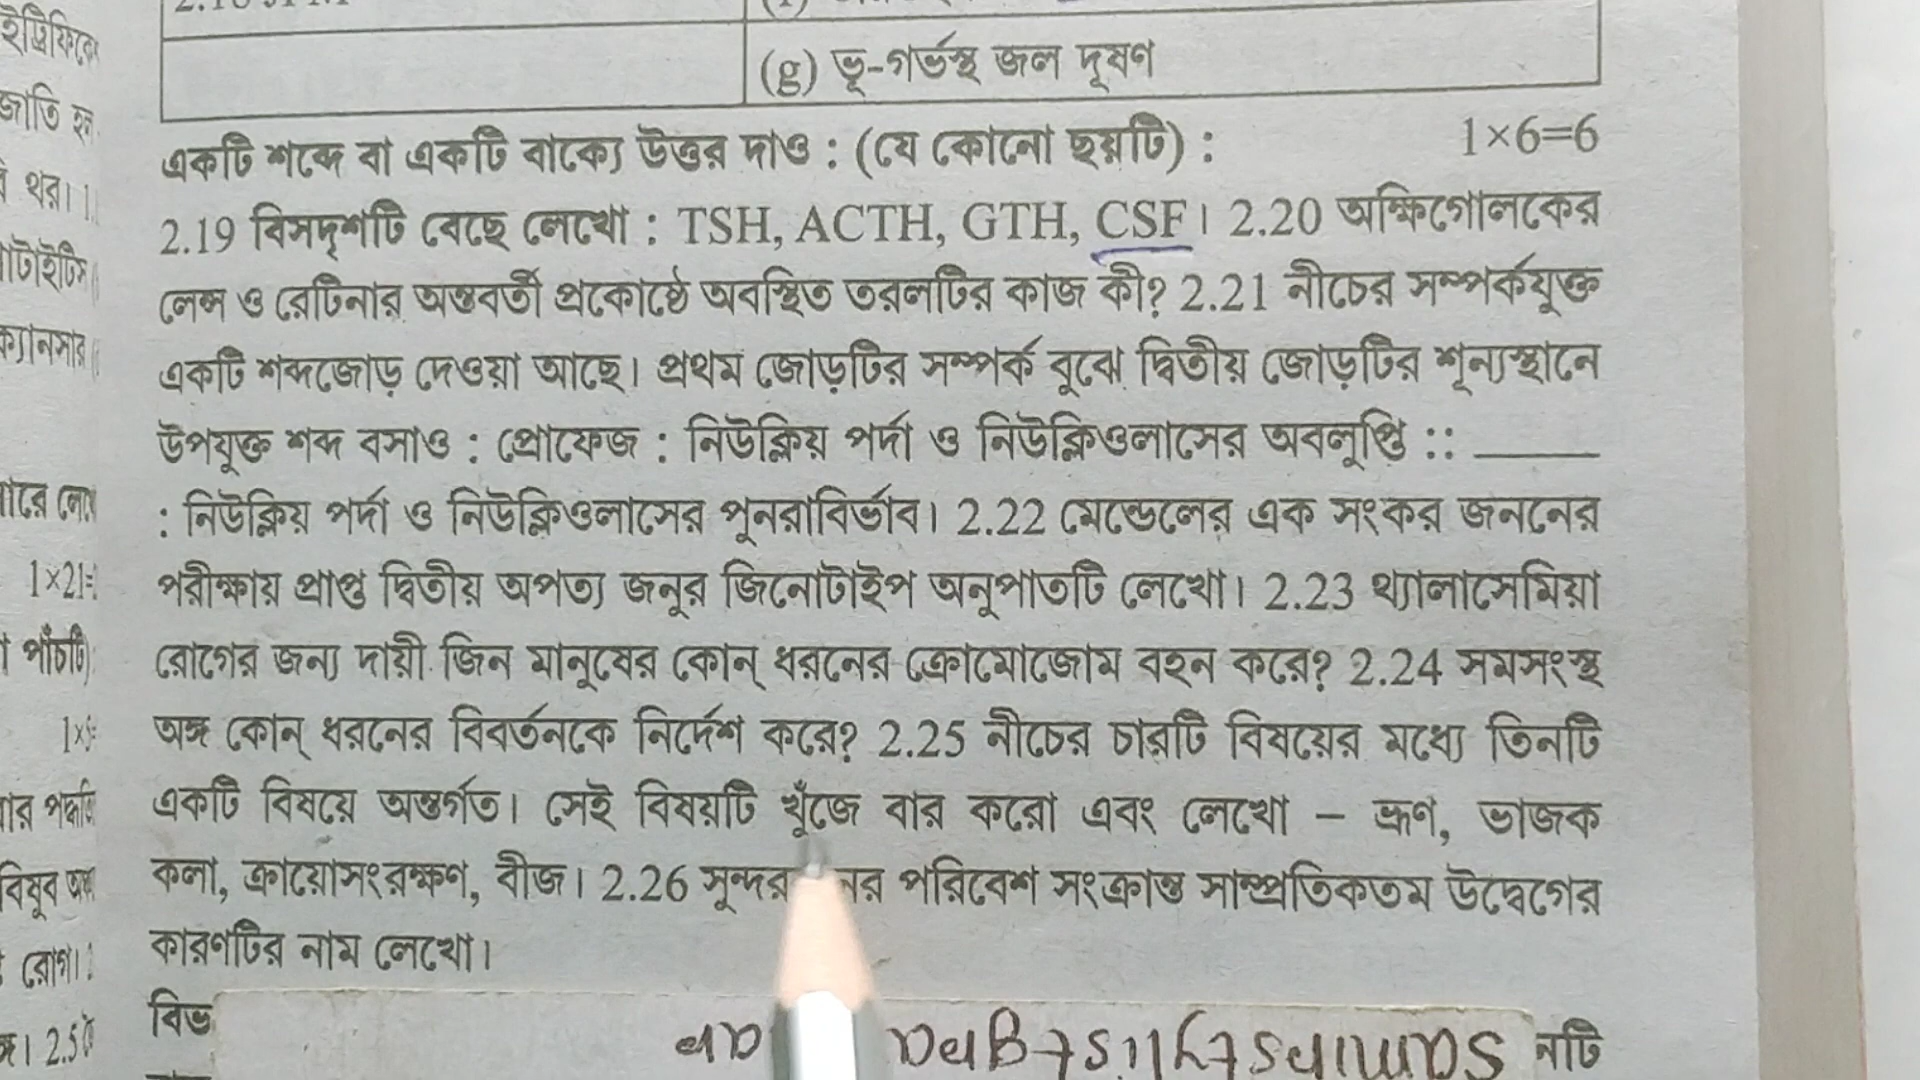 (g) ভূ-গর্ভস্থ জল দূষণ
একটি শব্দে বা একটি বাক্যে উত্তর দাও : (যে কোনো ছয়টি) : 1×6=6
2.19 বিসদৃশটি বেছে লেখো : TSH, ACTH, GTH, CSF। 2.20 অক্ষিগোলকের
লেন্স ও রেটিনার অন্তবর্তী প্রকোষ্ঠে অবস্থিত তরলটির কাজ কী? 2.21 নীচের সম্পর্কযুক্ত
একটি শব্দজোড় দেওয়া আছে। প্রথম জোড়টির সম্পর্ক বুঝে দ্বিতীয় জোড়টির শূন্যস্থানে
উপযুক্ত শব্দ বসাও : প্রোফেজ : নিউক্লিয় পর্দা ও নিউক্লিওলাসের অবলুপ্তি :: ______
: নিউক্লিয় পর্দা ও নিউক্লিওলাসের পুনরাবির্ভাব। 2.22 মেন্ডেলের এক সংকর জননের
পরীক্ষায় প্রাপ্ত দ্বিতীয় অপত্য জনুর জিনোটাইপ অনুপাতটি লেখো। 2.23 থ্যালাসেমিয়া
রোগের জন্য দায়ী জিন মানুষের কোন্ ধরনের ক্রোমোজোম বহন করে? 2.24 সমসংস্থ
অঙ্গ কোন্ ধরনের বিবর্তনকে নির্দেশ করে? 2.25 নীচের চারটি বিষয়ের মধ্যে তিনটি
একটি বিষয়ে অন্তর্গত। সেই বিষয়টি খুঁজে বার করো এবং লেখো – ভ্রূণ, ভাজক
কলা, ক্রায়োসংরক্ষণ, বীজ। 2.26 পরিবেশ সংক্রান্ত সাম্প্রতিকতম উদ্বেগের
কারণটির নাম লেখো।